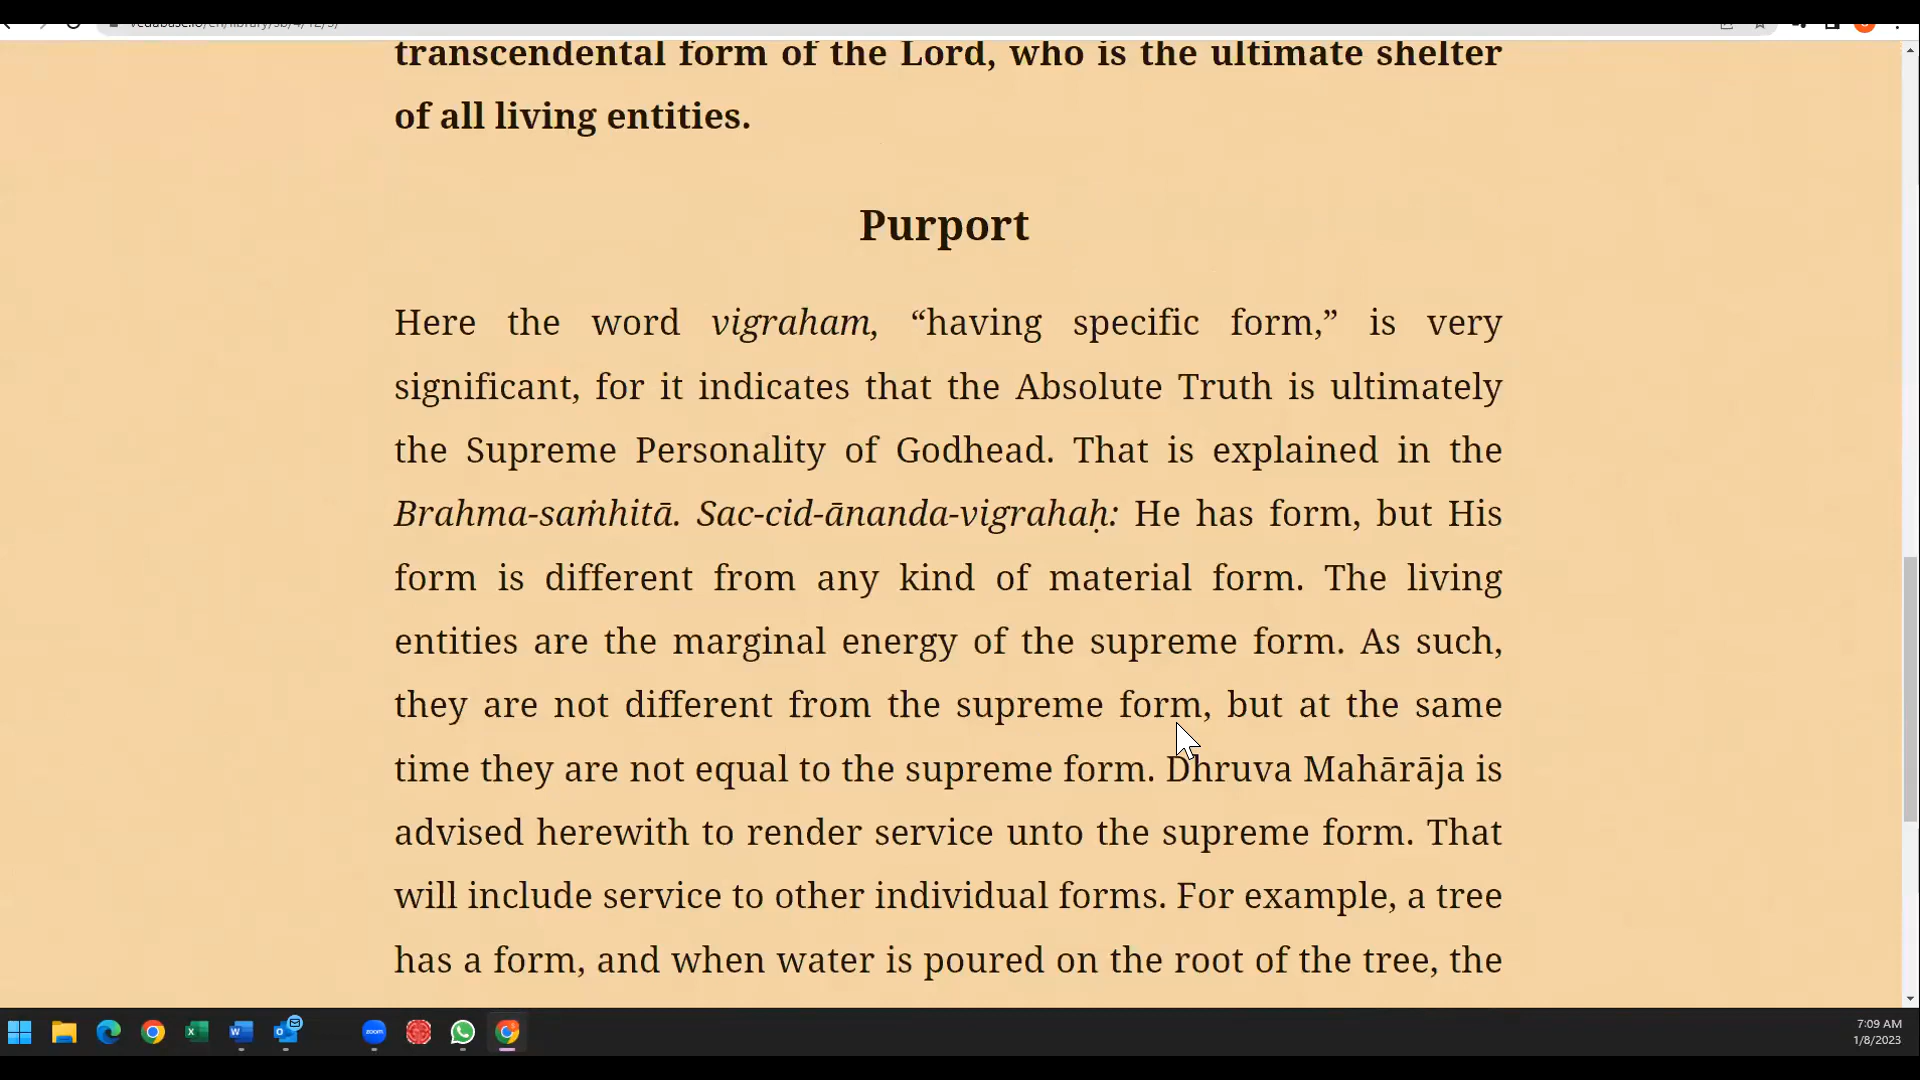 transcendental form of the Lord, who is the ultimate shelter
of all living entities.
Purport
Here the word vigraham, “having specific form,” is very
significant, for it indicates that the Absolute Truth is ultimately
the Supreme Personality of Godhead. That is explained in the
Brahma-saṁhitā. Sac-cid-ānanda-vigrahaḥ: He has form, but His
form is different from any kind of material form. The living
entities are the marginal energy of the supreme form. As such,
they are not different from the supreme form, but at the same
time they are not equal to the supreme form. Dhruva Mahārāja is
advised herewith to render service unto the supreme form. That
will include service to other individual forms. For example, a tree
has a form, and when water is poured on the root of the tree, the
zoom
7:09 AM
1/8/2023